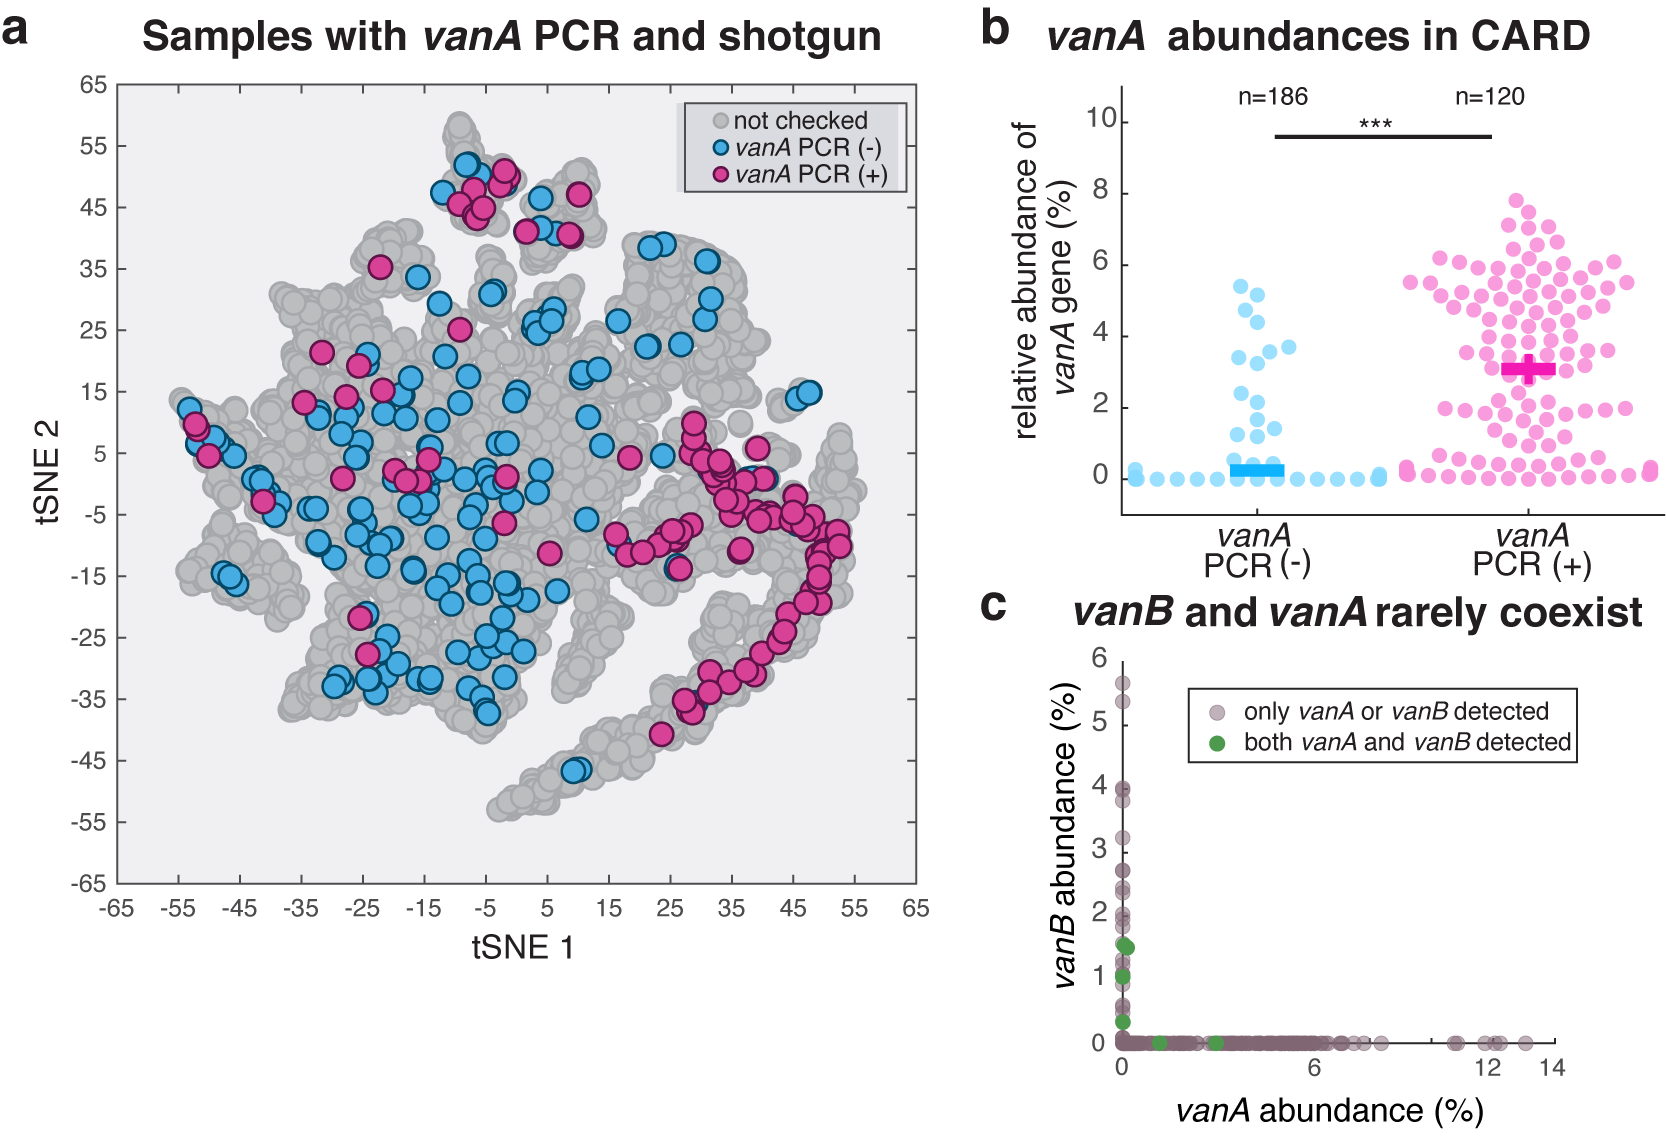 a
Samples with vanA PCR and shotgun
65
55
45
35
25
15
5
-5
-15
-25
-35
-45
-55
-65
tSNE 2
not checked
vanA PCR (-)
vanA PCR (+)
-65 -55 -45 -35 -25 -15 -5 5 15 25 35 45 55 65
tSNE 1
b
vanA abundances in CARD
relative abundance of
vanA gene (%)
10
8
6
4
2
0
n=186
n=120
***
vanA
PCR (-)
vanA
PCR (+)
c
vanB and vanA rarely coexist
vanB abundance (%)
6
5
4
3
2
1
0
only vanA or vanB detected
both vanA and vanB detected
0 6 12 14
vanA abundance (%)